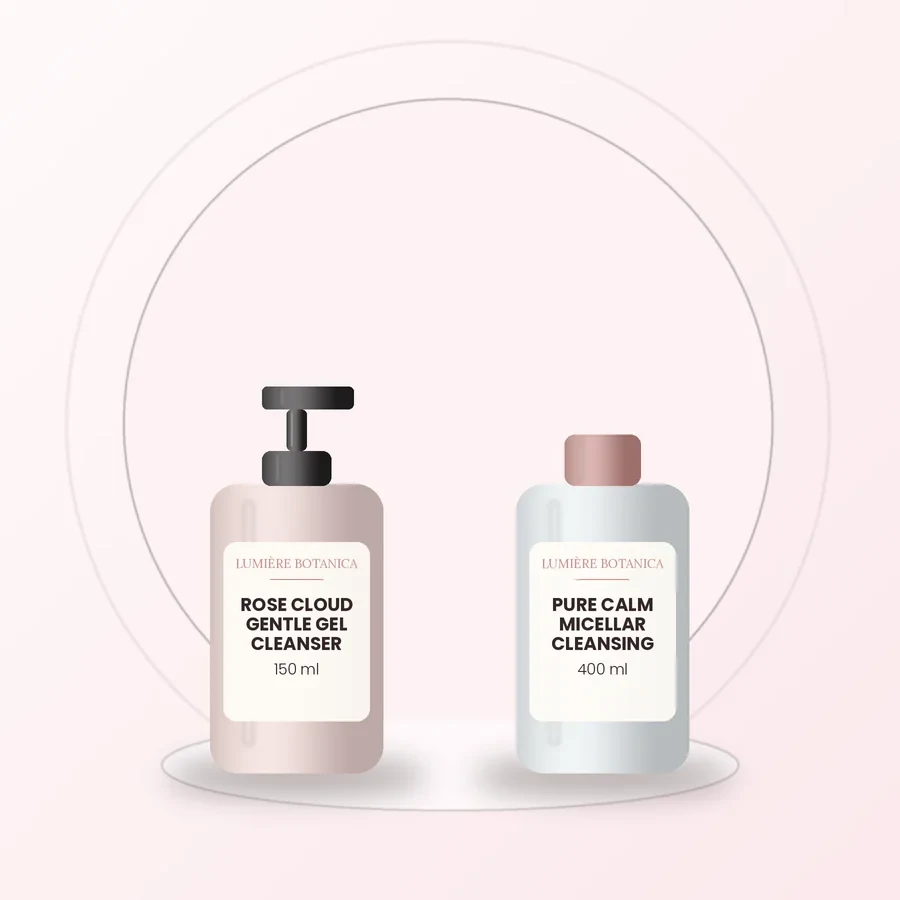 LUMIÈRE BOTANICA
ROSE CLOUD
GENTLE GEL
CLEANSER
150 ml
LUMIÈRE BOTANICA
PURE CALM
MICELLAR
CLEANSING
400 ml